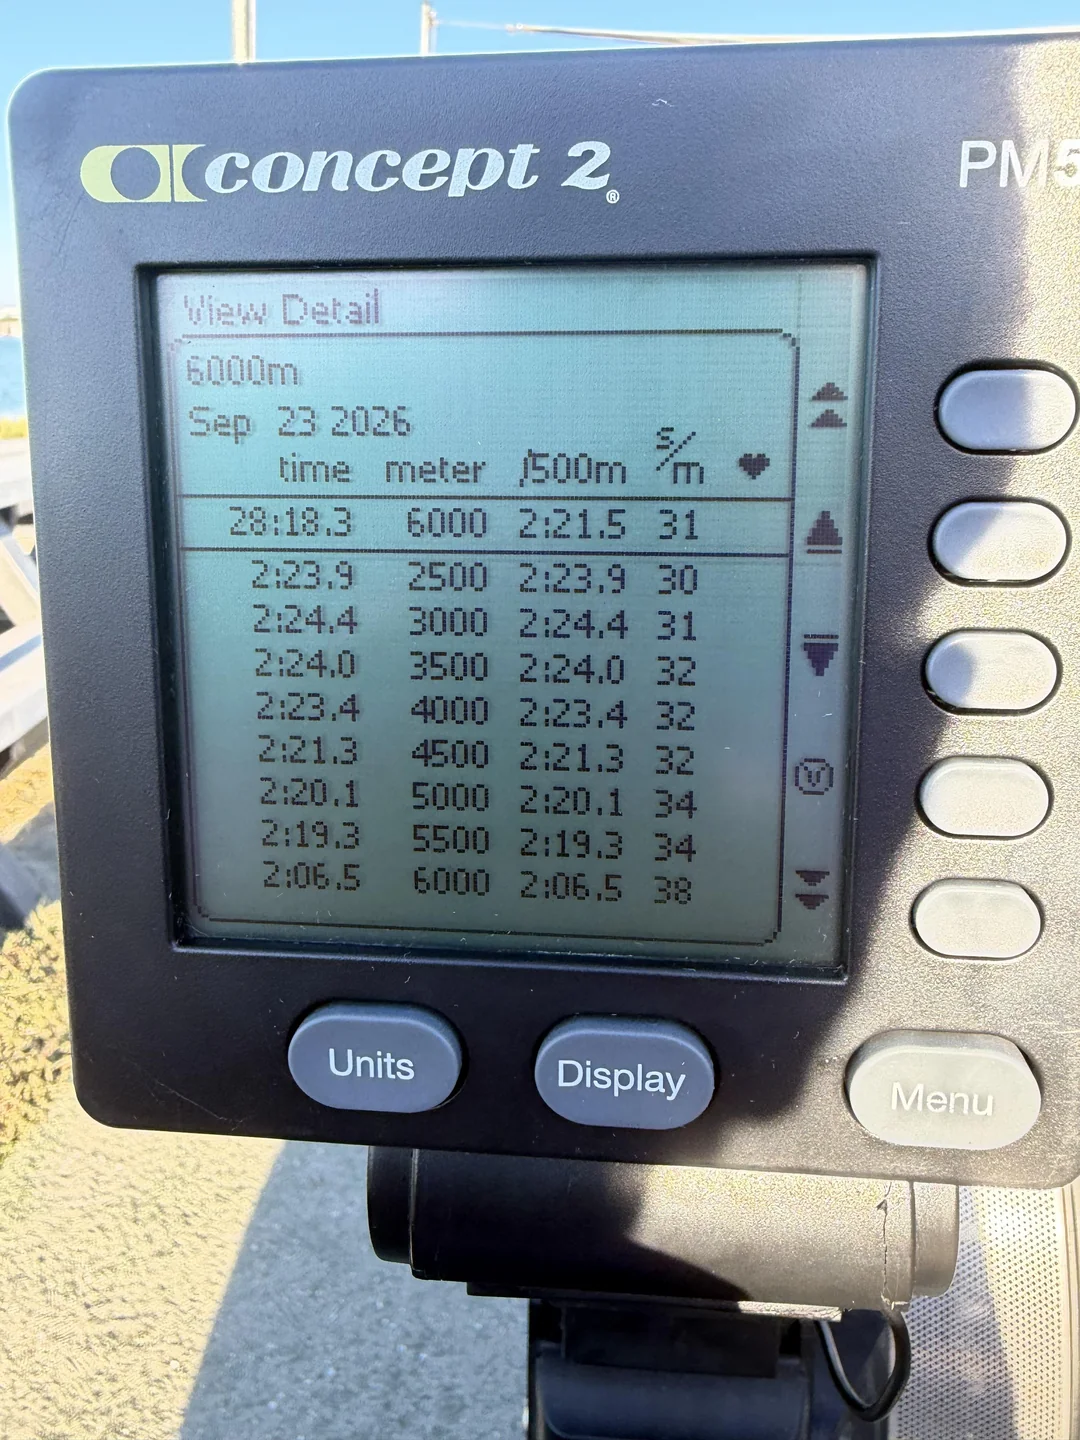 concept 2®
PM5
View Detail
6000m
Sep 23 2026
time meter /500m s/m ♥
28:18.3 6000 2:21.5 31
2:23.9 2500 2:23.9 30
2:24.4 3000 2:24.4 31
2:24.0 3500 2:24.0 32
2:23.4 4000 2:23.4 32
2:21.3 4500 2:21.3 32
2:20.1 5000 2:20.1 34
2:19.3 5500 2:19.3 34
2:06.5 6000 2:06.5 38
Units
Display
Menu